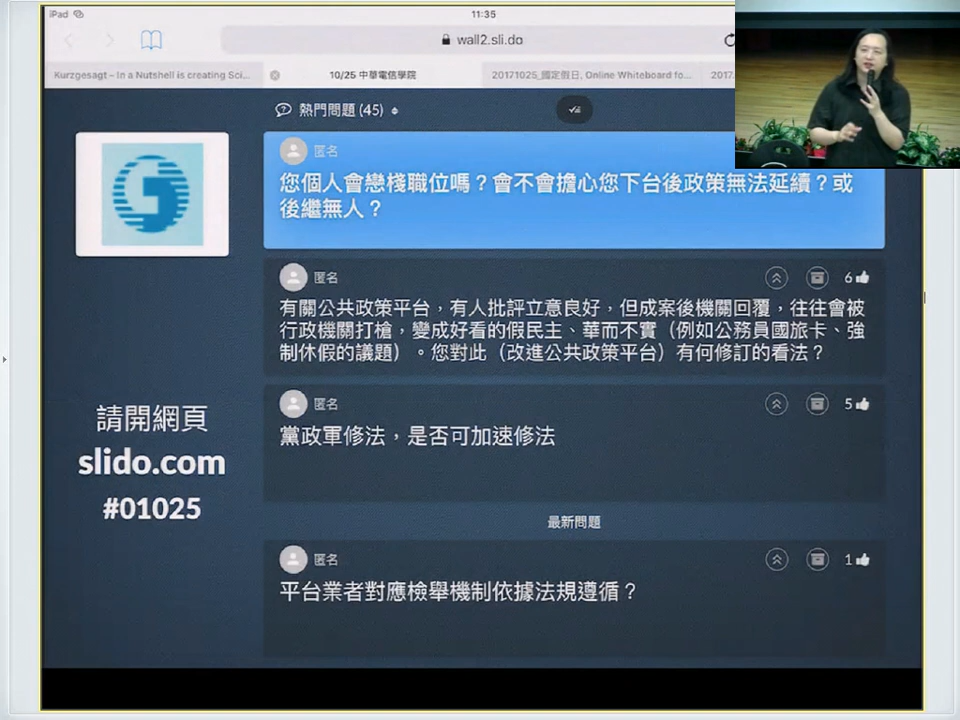 iPad
11:35
wall2.sli.do
Kurzgesagt – In a Nutshell is creating Sci...
10/25 中華電信學院
20171025_國定假日, Online Whiteboard fo...
2017.
熱門問題 (45)
匿名
您個人會戀棧職位嗎？會不會擔心您下台後政策無法延續？或
後繼無人？
匿名
6
有關公共政策平台，有人批評立意良好，但成案後機關回覆，往往會被
行政機關打槍，變成好看的假民主、華而不實（例如公務員國旅卡、強
制休假的議題）。您對此（改進公共政策平台）有何修訂的看法？
匿名
5
黨政軍修法，是否可加速修法
請開網頁
slido.com
#01025
最新問題
匿名
1
平台業者對應檢舉機制依據法規遵循？